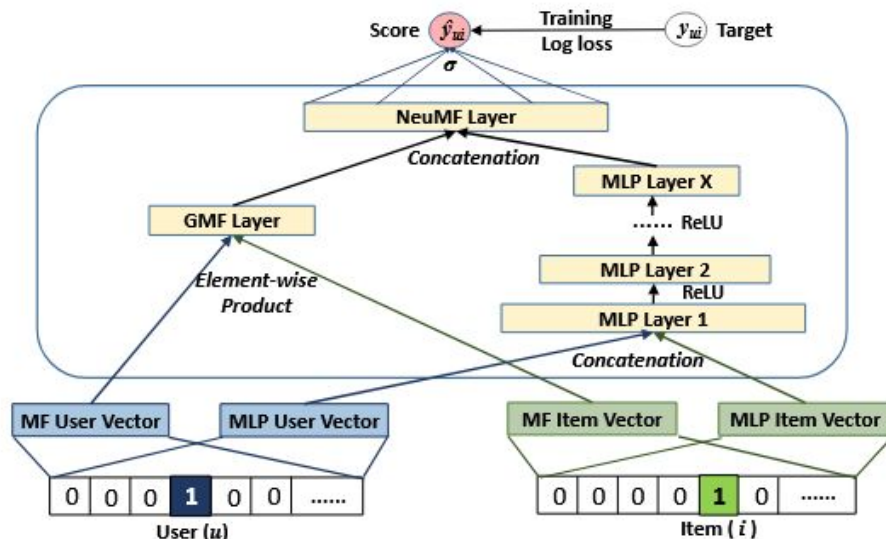 Score ŷui Training yui Target
Log loss
σ
NeuMF Layer
Concatenation
MLP Layer X
GMF Layer
...... ReLU
Element-wise
Product
MLP Layer 2
ReLU
MLP Layer 1
Concatenation
MF User Vector MLP User Vector MF Item Vector MLP Item Vector
0 0 0 1 0 0 ...... 0 0 0 0 1 0 ......
User (u) Item ( i )